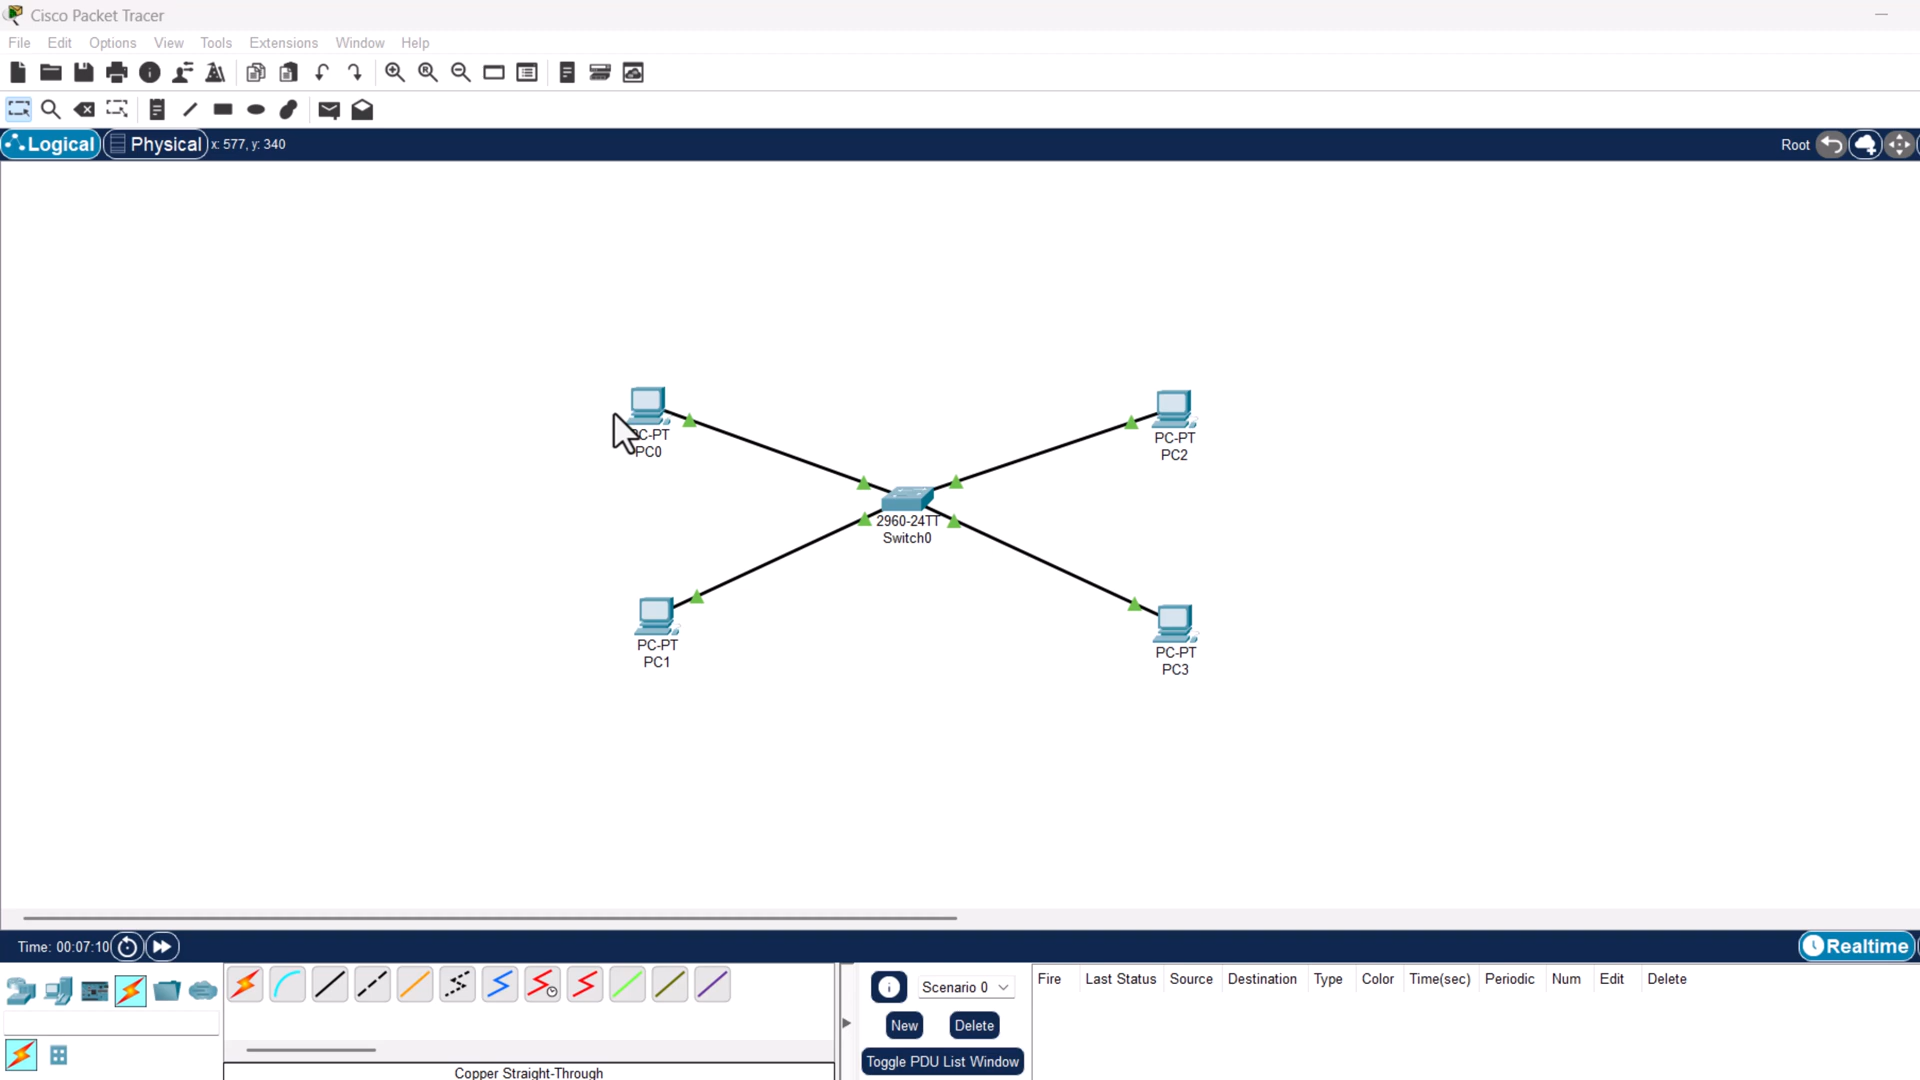 Cisco Packet Tracer
File Edit Options View Tools Extensions Window Help
Logical Physical x: 577, y: 340 Root
PC-PT
PC0
PC-PT
PC2
2960-24TT
Switch0
PC-PT
PC1
PC-PT
PC3
Time: 00:07:10 Realtime
Scenario 0
New Delete
Toggle PDU List Window
Fire Last Status Source Destination Type Color Time(sec) Periodic Num Edit Delete
Copper Straight-Through